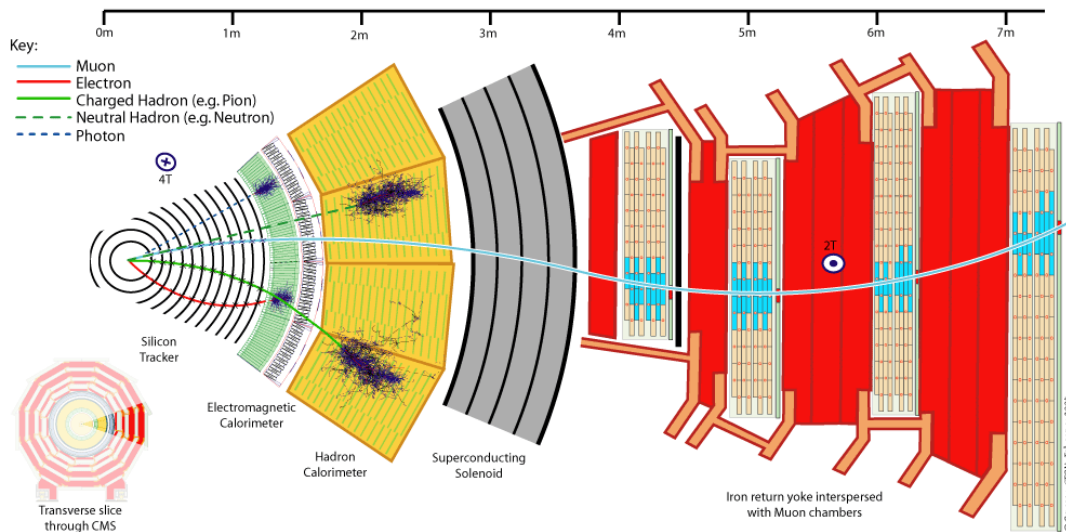 0m 1m 2m 3m 4m 5m 6m 7m
Key:
Muon
Electron
Charged Hadron (e.g. Pion)
Neutral Hadron (e.g. Neutron)
Photon
4T
2T
Silicon
Tracker
Electromagnetic
Calorimeter
Hadron
Calorimeter
Superconducting
Solenoid
Iron return yoke interspersed
with Muon chambers
Transverse slice
through CMS